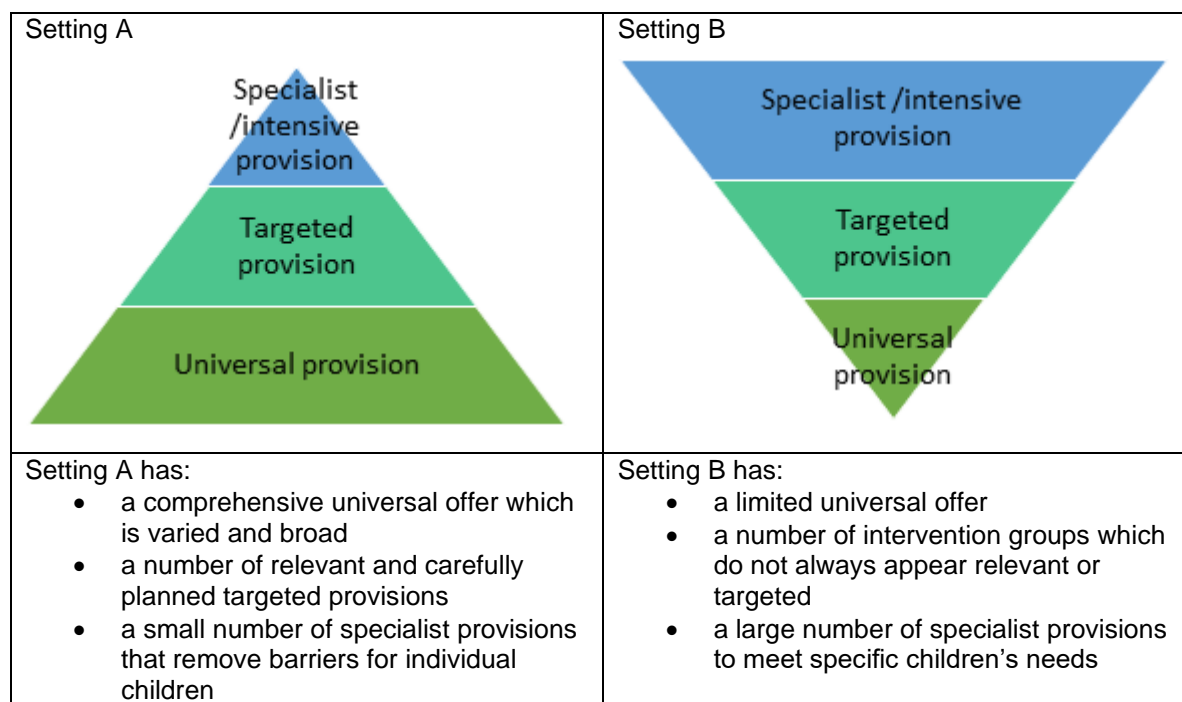 Setting A
Specialist
/intensive
provision
Targeted
provision
Universal provision
Setting B
Specialist /intensive
provision
Targeted
provision
Universal
provision
Setting A has:
• a comprehensive universal offer which
is varied and broad
• a number of relevant and carefully
planned targeted provisions
• a small number of specialist provisions
that remove barriers for individual
children
Setting B has:
• a limited universal offer
• a number of intervention groups which
do not always appear relevant or
targeted
• a large number of specialist provisions
to meet specific children’s needs